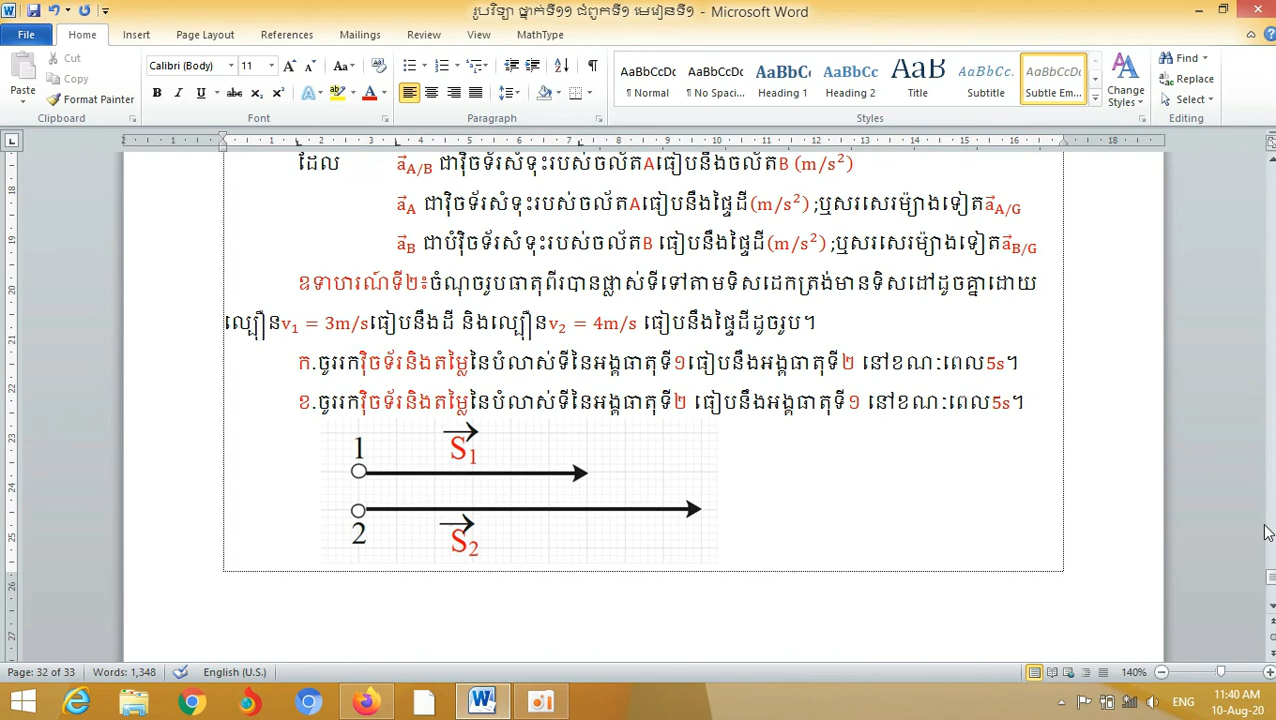 រូបវិទ្យា ថ្នាក់ទី១១ ជំពូកទី១ មេរៀនទី១ - Microsoft Word
File Home Insert Page Layout References Mailings Review View MathType
Paste
Cut
Copy
Format Painter
Calibri (Body) 11
AaBbCcDc AaBbCcDc AaBbCc AaBbCc AaB AaBbCc. AaBbCcDc
¶ Normal ¶ No Spaci... Heading 1 Heading 2 Title Subtitle Subtle Em...
Change Styles
Find
Replace
Select
Clipboard Font Paragraph Styles Editing
ដែល a⃗A/B ជាវ៉ិចទ័រសំទុះរបស់ចល័តAធៀបនឹងចល័តB (m/s²)
a⃗A ជាវ៉ិចទ័រសំទុះរបស់ចល័តAធៀបនឹងផ្ទៃដី(m/s²) ;ឬសរសេរម៉្យាងទៀតa⃗A/G
a⃗B ជាបំវ៉ិចទ័រសំទុះរបស់ចល័តB ធៀបនឹងផ្ទៃដី(m/s²) ;ឬសរសេរម៉្យាងទៀតa⃗B/G
ឧទាហរណ៍ទី២៖ចំណុចរូបធាតុពីរបានផ្លាស់ទីទៅតាមទិសដេកត្រង់មានទិសដៅដូចគ្នាដោយ
ល្បឿនv₁ = 3m/sធៀបនឹងដី និងល្បឿនv₂ = 4m/s ធៀបនឹងផ្ទៃដីដូចរូប។
ក.ចូររកវ៉ិចទ័រនិងតម្លៃនៃបំលាស់ទីនៃអង្គធាតុទី១ធៀបនឹងអង្គធាតុទី២ នៅខណៈពេល5s។
ខ.ចូររកវ៉ិចទ័រនិងតម្លៃនៃបំលាស់ទីនៃអង្គធាតុទី២ ធៀបនឹងអង្គធាតុទី១ នៅខណៈពេល5s។
1 S⃗₁
2 S⃗₂
Page: 32 of 33 Words: 1,348 English (U.S.) 140%
ENG 11:40 AM
10-Aug-20